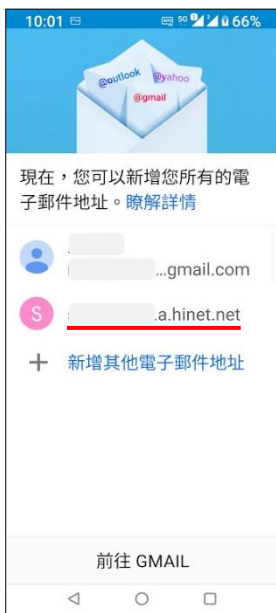 10:01 5G 66%
@outlook @yahoo
@gmail
現在，您可以新增您所有的電
子郵件地址。瞭解詳情
...gmail.com
S .a.hinet.net
+ 新增其他電子郵件地址
前往 GMAIL